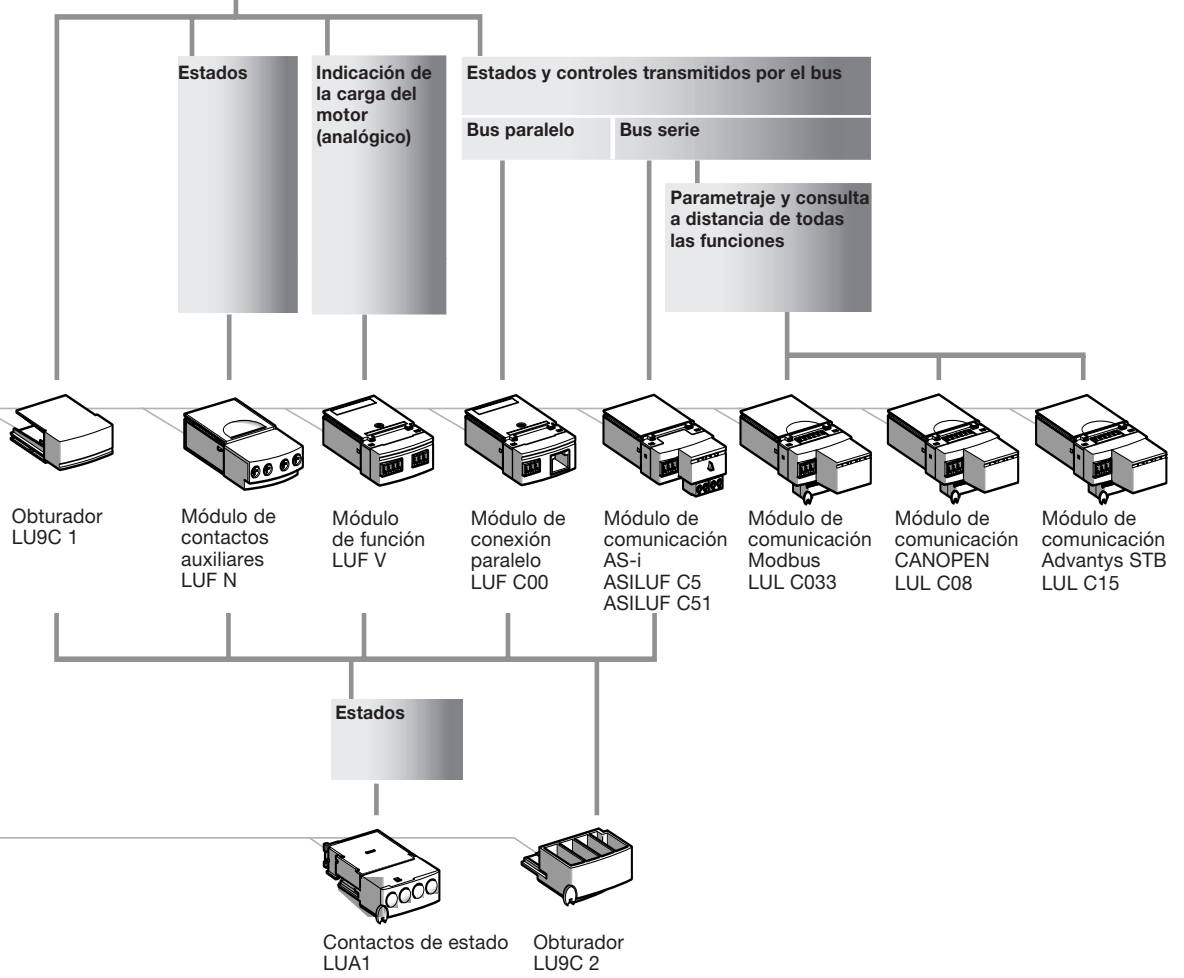 Estados
Indicación de
la carga del
motor
(analógico)
Estados y controles transmitidos por el bus
Bus paralelo
Bus serie
Parametraje y consulta
a distancia de todas
las funciones
Obturador
LU9C 1
Módulo de
contactos
auxiliares
LUF N
Módulo
de función
LUF V
Módulo de
conexión
paralelo
LUF C00
Módulo de
comunicación
AS-i
ASILUF C5
ASILUF C51
Módulo de
comunicación
Modbus
LUL C033
Módulo de
comunicación
CANOPEN
LUL C08
Módulo de
comunicación
Advantys STB
LUL C15
Estados
Contactos de estado
LUA1
Obturador
LU9C 2